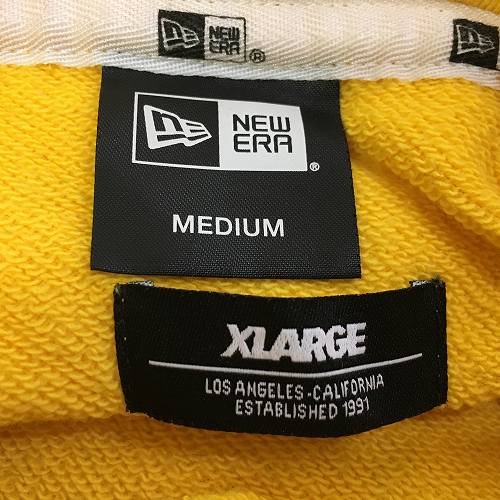 NEW
ERA®
NEW
ERA®
MEDIUM
XLARGE
LOS ANGELES-CALIFORNIA
ESTABLISHED 1991